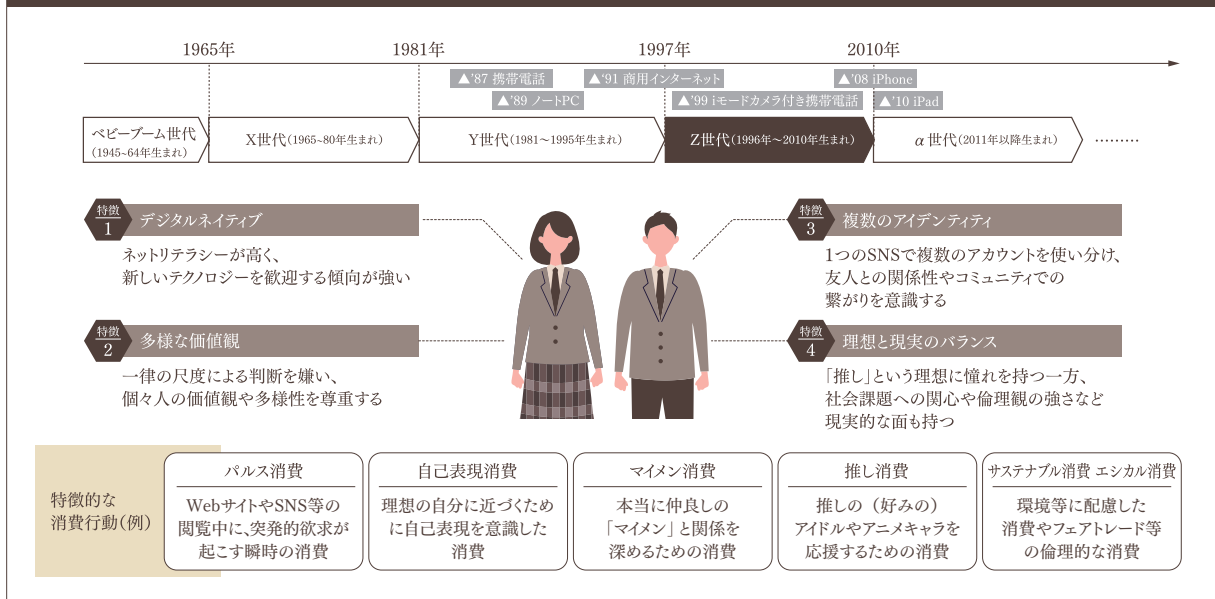 1965年
1981年
1997年
2010年
▲'87 携帯電話
▲'91 商用インターネット
▲'08 iPhone
▲'89 ノートPC
▲'99 iモードカメラ付き携帯電話
▲'10 iPad
ベビーブーム世代
(1945~64年生まれ)
X世代(1965~80年生まれ)
Y世代(1981〜1995年生まれ)
Z世代(1996年〜2010年生まれ)
α世代(2011年以降生まれ)
………
特徴
1
デジタルネイティブ
ネットリテラシーが高く、
新しいテクノロジーを歓迎する傾向が強い
特徴
2
多様な価値観
一律の尺度による判断を嫌い、
個々人の価値観や多様性を尊重する
特徴
3
複数のアイデンティティ
1つのSNSで複数のアカウントを使い分け、
友人との関係性やコミュニティでの
繋がりを意識する
特徴
4
理想と現実のバランス
「推し」という理想に憧れを持つ一方、
社会課題への関心や倫理観の強さなど
現実的な面も持つ
特徴的な
消費行動(例)
パルス消費
WebサイトやSNS等の
閲覧中に、突発的欲求が
起こす瞬時の消費
自己表現消費
理想の自分に近づくため
に自己表現を意識した
消費
マイメン消費
本当に仲良しの
「マイメン」と関係を
深めるための消費
推し消費
推しの(好みの)
アイドルやアニメキャラを
応援するための消費
サステナブル消費 エシカル消費
環境等に配慮した
消費やフェアトレード等
の倫理的な消費